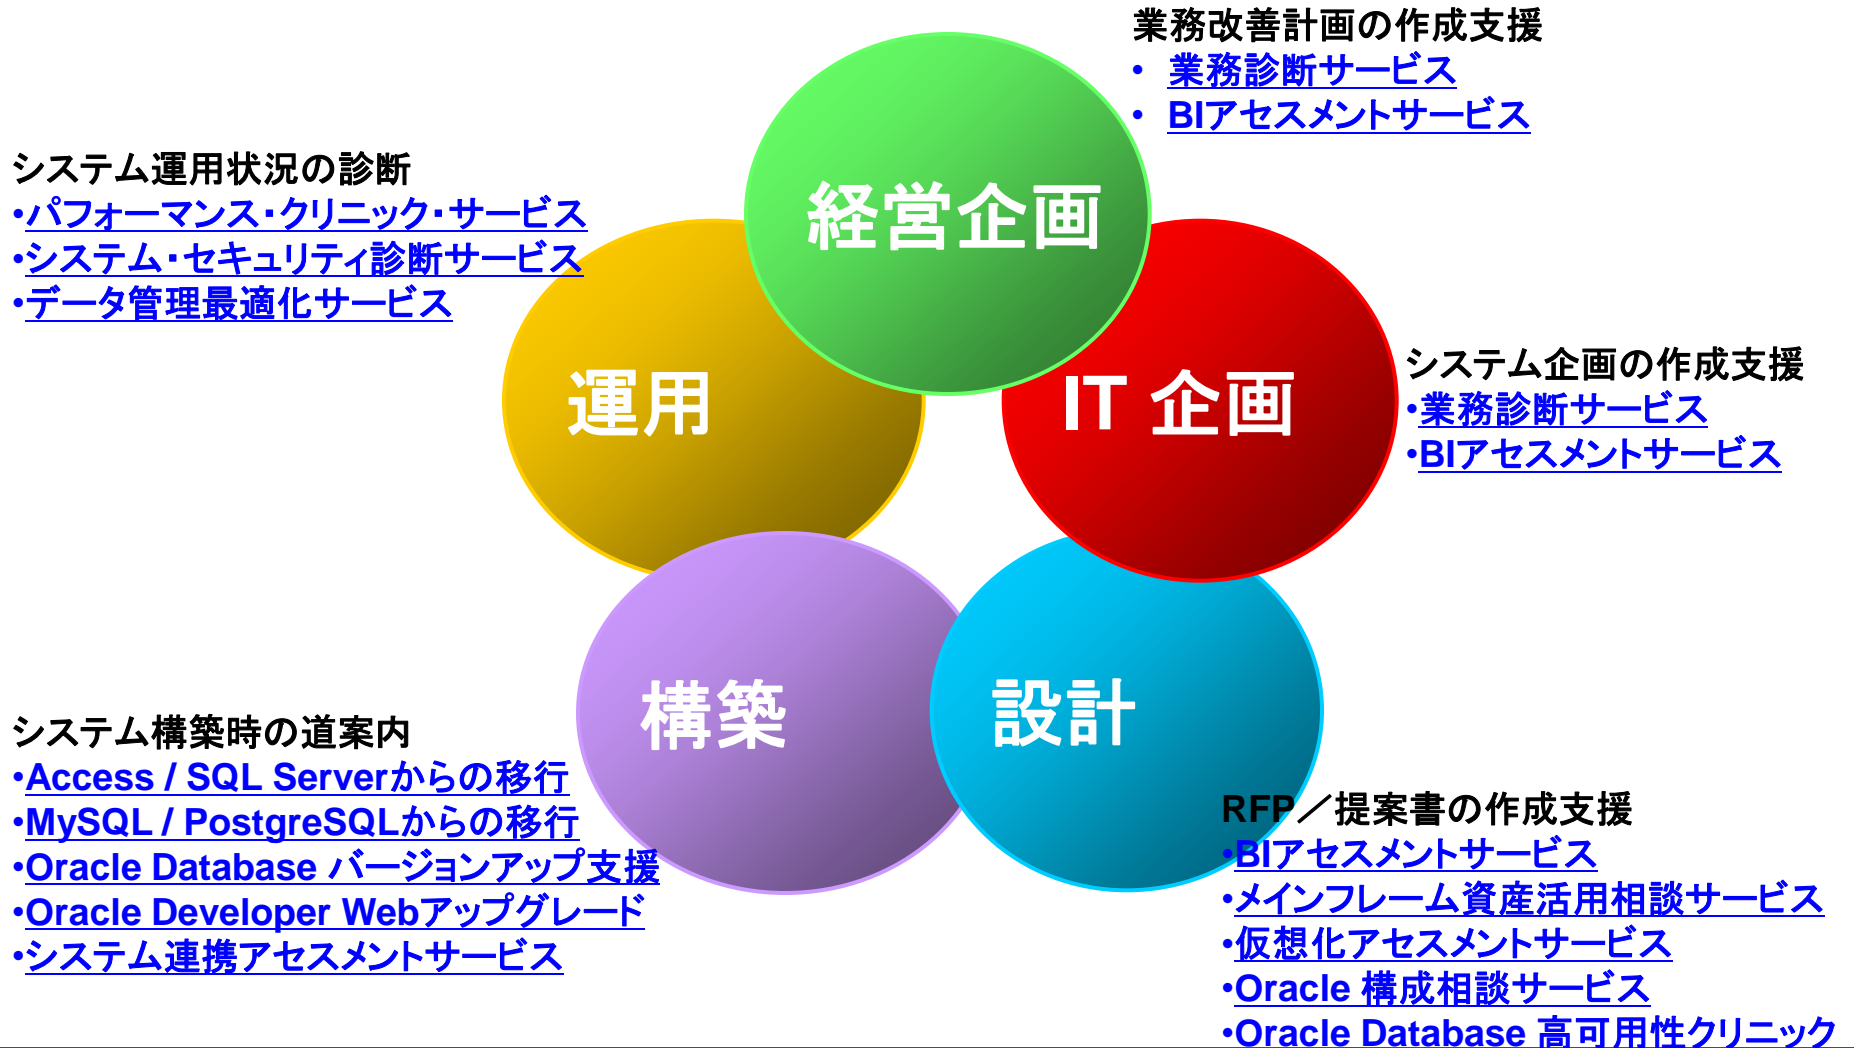 業務改善計画の作成支援
• 業務診断サービス
• BIアセスメントサービス
経営企画
システム運用状況の診断
•パフォーマンス・クリニック・サービス
•システム・セキュリティ診断サービス
•データ管理最適化サービス
運用
IT 企画
システム企画の作成支援
•業務診断サービス
•BIアセスメントサービス
構築
設計
システム構築時の道案内
•Access / SQL Serverからの移行
•MySQL / PostgreSQLからの移行
•Oracle Database バージョンアップ支援
•Oracle Developer Webアップグレード
•システム連携アセスメントサービス
RFP／提案書の作成支援
•BIアセスメントサービス
•メインフレーム資産活用相談サービス
•仮想化アセスメントサービス
•Oracle 構成相談サービス
•Oracle Database 高可用性クリニック